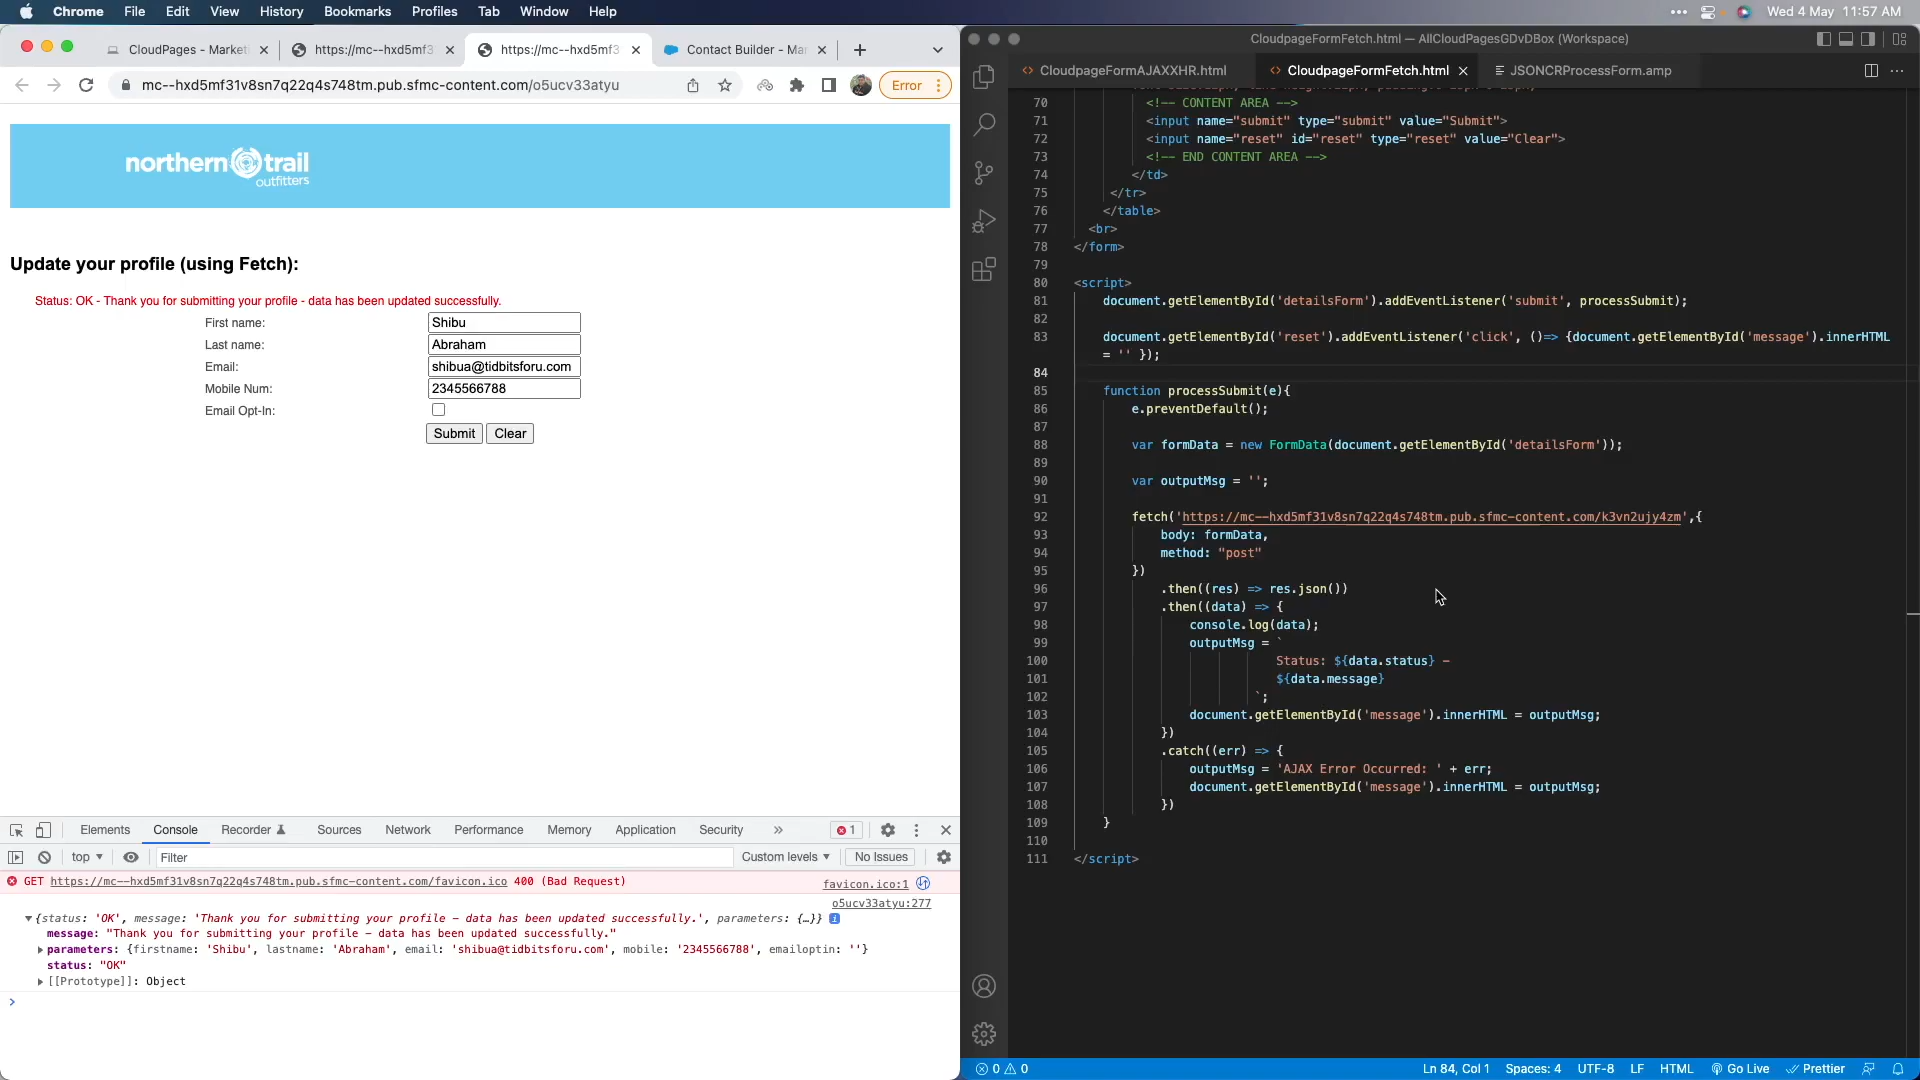 Chrome File Edit View History Bookmarks Profiles Tab Window Help
Wed 4 May 11:57 AM
CloudPages - Marketi
https://mc--hxd5mf3
https://mc--hxd5mf3
Contact Builder - Mar
mc--hxd5mf31v8sn7q22q4s748tm.pub.sfmc-content.com/o5ucv33atyu
Error
northern trail
outfitters
Update your profile (using Fetch):
Status: OK - Thank you for submitting your profile - data has been updated successfully.
First name: Shibu
Last name: Abraham
Email: shibua@tidbitsforu.com
Mobile Num: 2345566788
Email Opt-In:
Submit Clear
Elements Console Recorder Sources Network Performance Memory Application Security » 1
top Filter Custom levels No Issues
GET https://mc--hxd5mf31v8sn7q22q4s748tm.pub.sfmc-content.com/favicon.ico 400 (Bad Request) favicon.ico:1
o5ucv33atyu:277
{status: 'OK', message: 'Thank you for submitting your profile – data has been updated successfully.', parameters: {…}}
message: "Thank you for submitting your profile – data has been updated successfully."
parameters: {firstname: 'Shibu', lastname: 'Abraham', email: 'shibua@tidbitsforu.com', mobile: '2345566788', emailoptin: ''}
status: "OK"
[[Prototype]]: Object
>
CloudpageFormFetch.html — AllCloudPagesGDvDBox (Workspace)
CloudpageFormAJAXXHR.html
CloudpageFormFetch.html
JSONCRProcessForm.amp
70 <!-- CONTENT AREA -->
71 <input name="submit" type="submit" value="Submit">
72 <input name="reset" id="reset" type="reset" value="Clear">
73 <!-- END CONTENT AREA -->
74 </td>
75 </tr>
76 </table>
77 <br>
78 </form>
79
80 <script>
81 document.getElementById('detailsForm').addEventListener('submit', processSubmit);
82
83 document.getElementById('reset').addEventListener('click', ()=> {document.getElementById('message').innerHTML
= '' });
84
85 function processSubmit(e){
86 e.preventDefault();
87
88 var formData = new FormData(document.getElementById('detailsForm'));
89
90 var outputMsg = '';
91
92 fetch('https://mc--hxd5mf31v8sn7q22q4s748tm.pub.sfmc-content.com/k3vn2ujy4zm',{
93 body: formData,
94 method: "post"
95 })
96 .then((res) => res.json())
97 .then((data) => {
98 console.log(data);
99 outputMsg = `
100 Status: ${data.status} –
101 ${data.message}
102 `;
103 document.getElementById('message').innerHTML = outputMsg;
104 })
105 .catch((err) => {
106 outputMsg = 'AJAX Error Occurred: ' + err;
107 document.getElementById('message').innerHTML = outputMsg;
108 })
109 }
110
111 </script>
0 0 Ln 84, Col 1 Spaces: 4 UTF-8 LF HTML Go Live Prettier